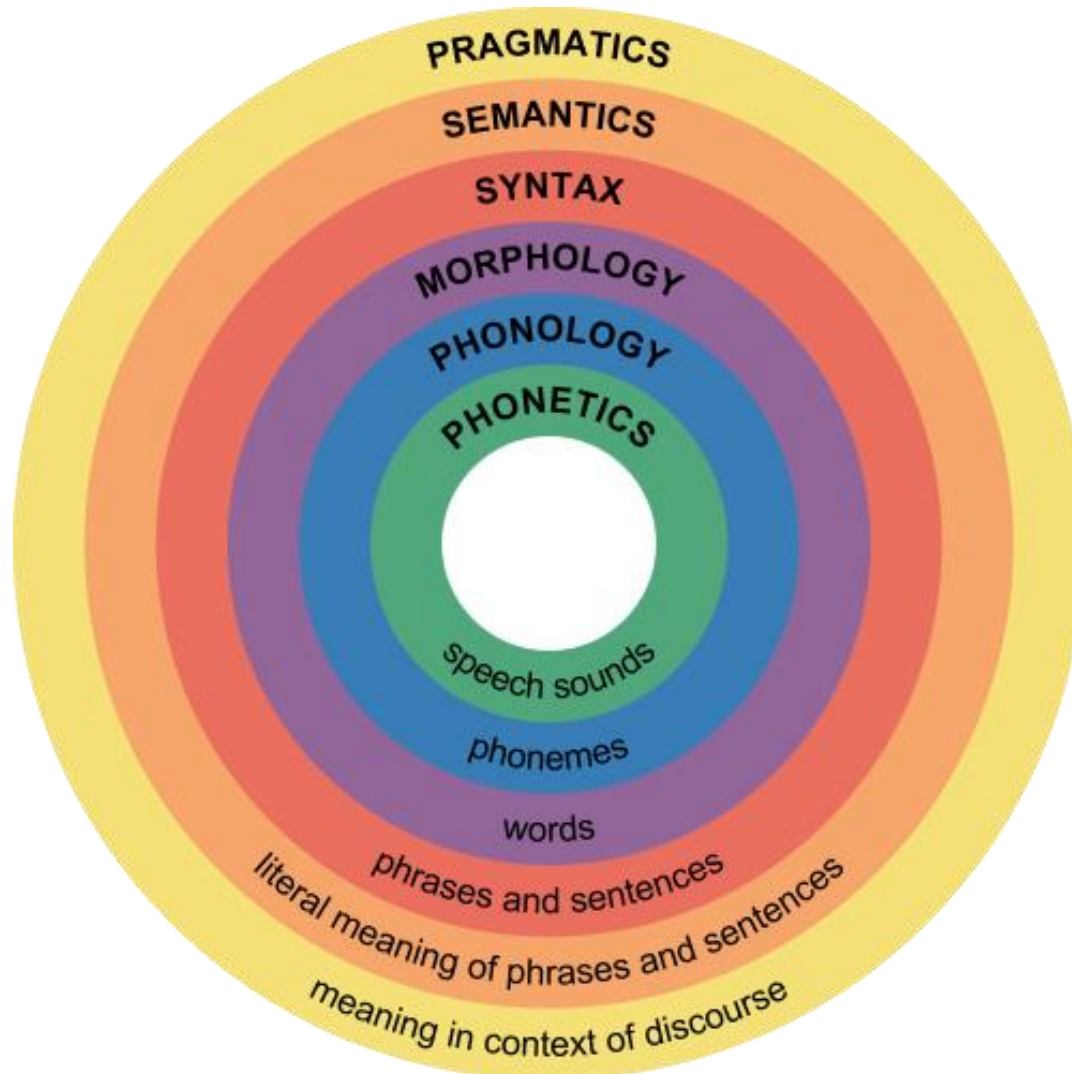 PRAGMATICS
SEMANTICS
SYNTAX
MORPHOLOGY
PHONOLOGY
PHONETICS
speech sounds
phonemes
words
phrases and sentences
literal meaning of phrases and sentences
meaning in context of discourse